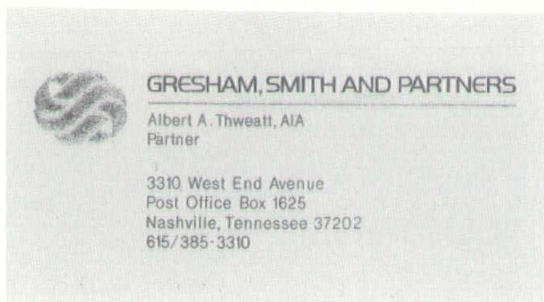 GRESHAM, SMITH AND PARTNERS
Albert A. Thweatt, AIA
Partner
3310 West End Avenue
Post Office Box 1625
Nashville, Tennessee 37202
615/385-3310